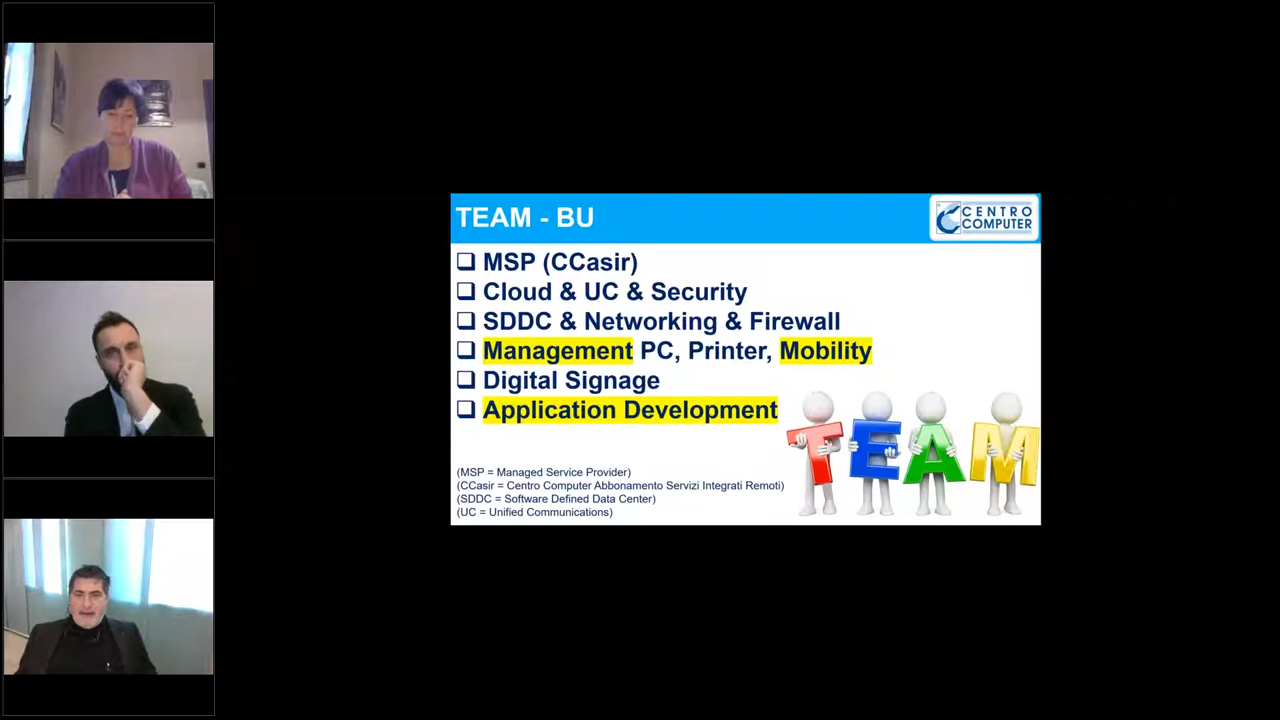 TEAM - BU
CENTRO
COMPUTER
MSP (CCasir)
Cloud & UC & Security
SDDC & Networking & Firewall
Management PC, Printer, Mobility
Digital Signage
Application Development
(MSP = Managed Service Provider)
(CCasir = Centro Computer Abbonamento Servizi Integrati Remoti)
(SDDC = Software Defined Data Center)
(UC = Unified Communications)
TEAM